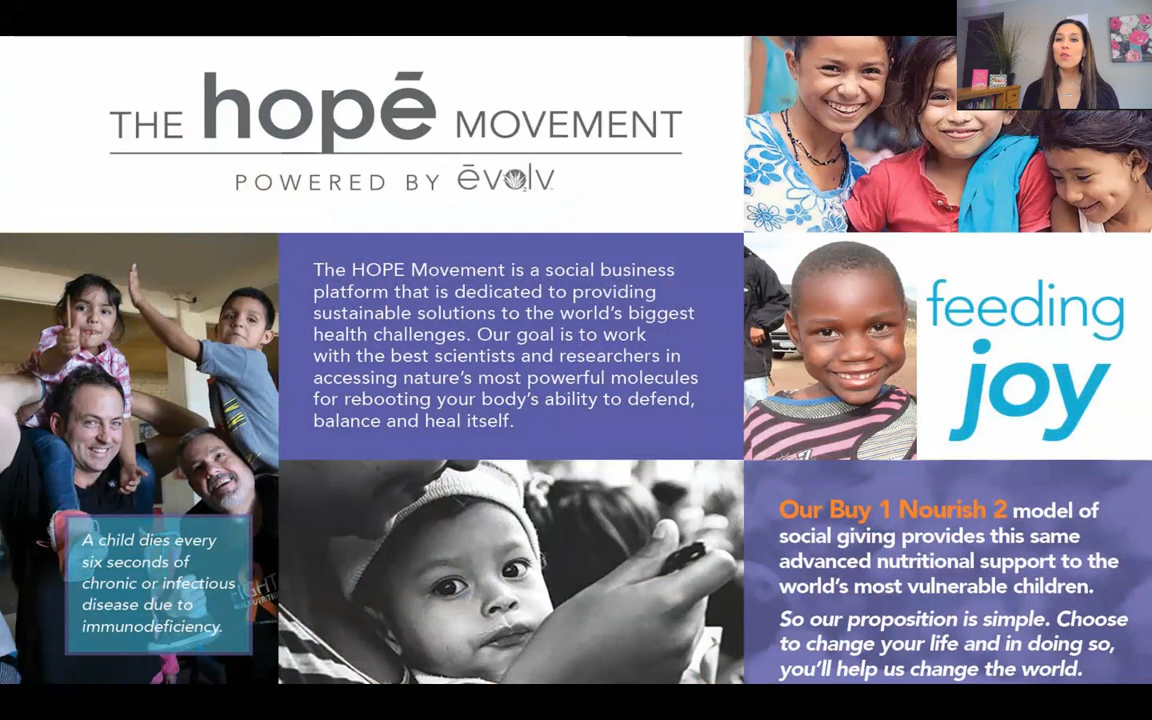 THE hopē MOVEMENT
POWERED BY ēvolv
The HOPE Movement is a social business
platform that is dedicated to providing
sustainable solutions to the world's biggest
health challenges. Our goal is to work
with the best scientists and researchers in
accessing nature's most powerful molecules
for rebooting your body's ability to defend,
balance and heal itself.
feeding
joy
A child dies every
six seconds of
chronic or infectious
disease due to
immunodeficiency.
Our Buy 1 Nourish 2 model of
social giving provides this same
advanced nutritional support to the
world's most vulnerable children.
So our proposition is simple. Choose
to change your life and in doing so,
you'll help us change the world.